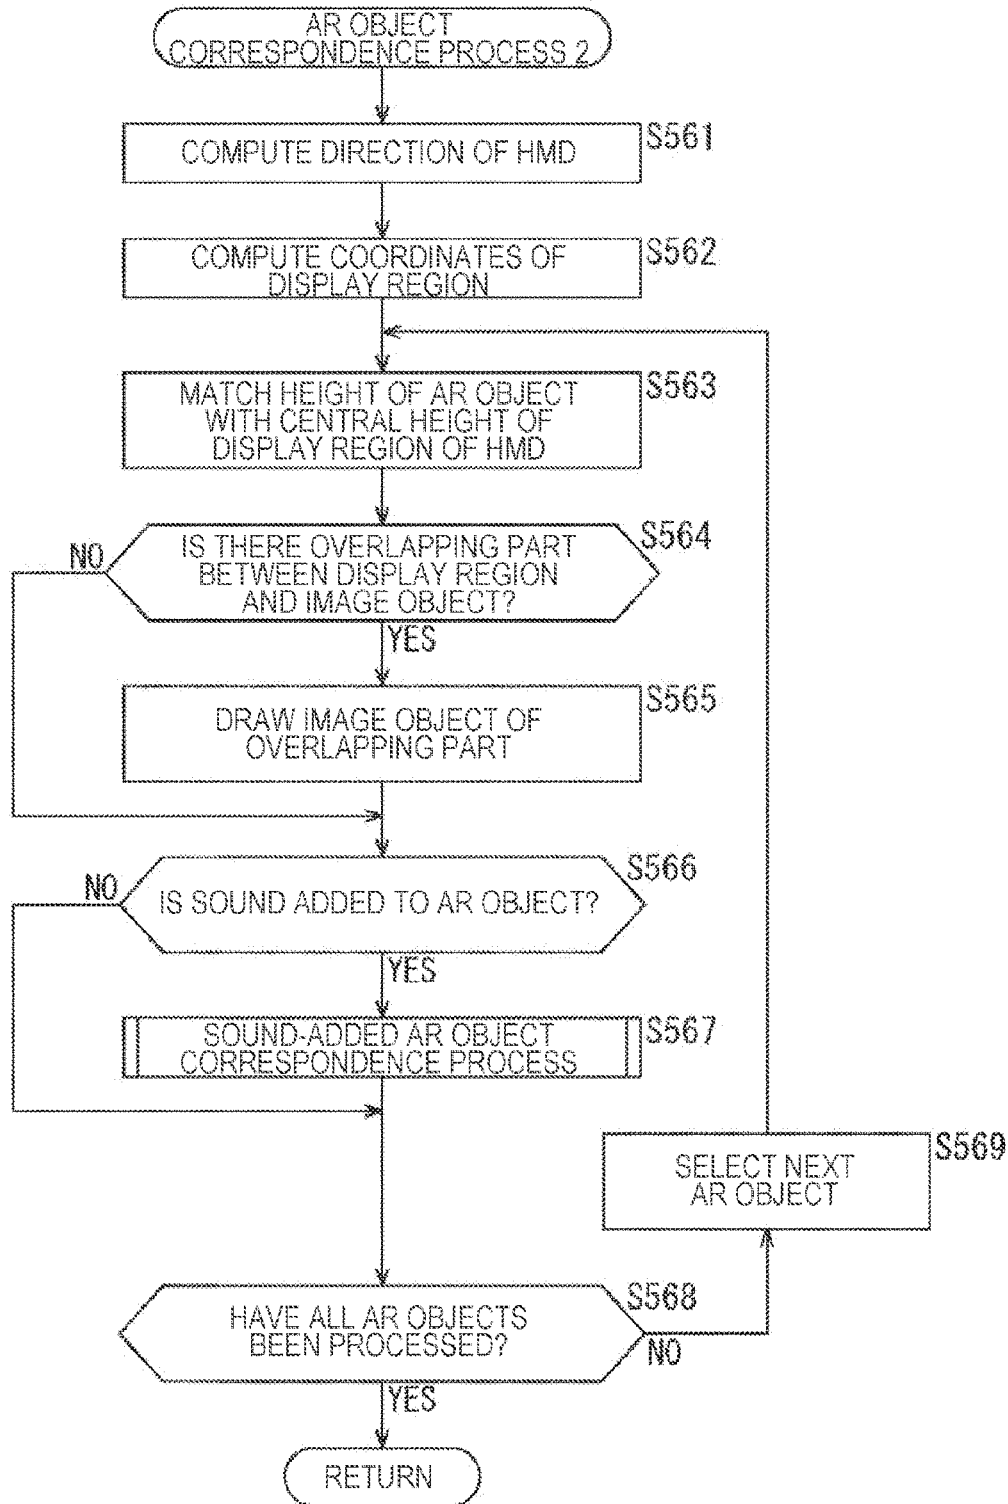 AR OBJECT
CORRESPONDENCE PROCESS 2
S561
COMPUTE DIRECTION OF HMD
S562
COMPUTE COORDINATES OF
DISPLAY REGION
S563
MATCH HEIGHT OF AR OBJECT
WITH CENTRAL HEIGHT OF
DISPLAY REGION OF HMD
S564
NO
IS THERE OVERLAPPING PART
BETWEEN DISPLAY REGION
AND IMAGE OBJECT?
YES
S565
DRAW IMAGE OBJECT OF
OVERLAPPING PART
S566
NO
IS SOUND ADDED TO AR OBJECT?
YES
S567
SOUND-ADDED AR OBJECT
CORRESPONDENCE PROCESS
S569
SELECT NEXT
AR OBJECT
S568
HAVE ALL AR OBJECTS
BEEN PROCESSED?
NO
YES
RETURN